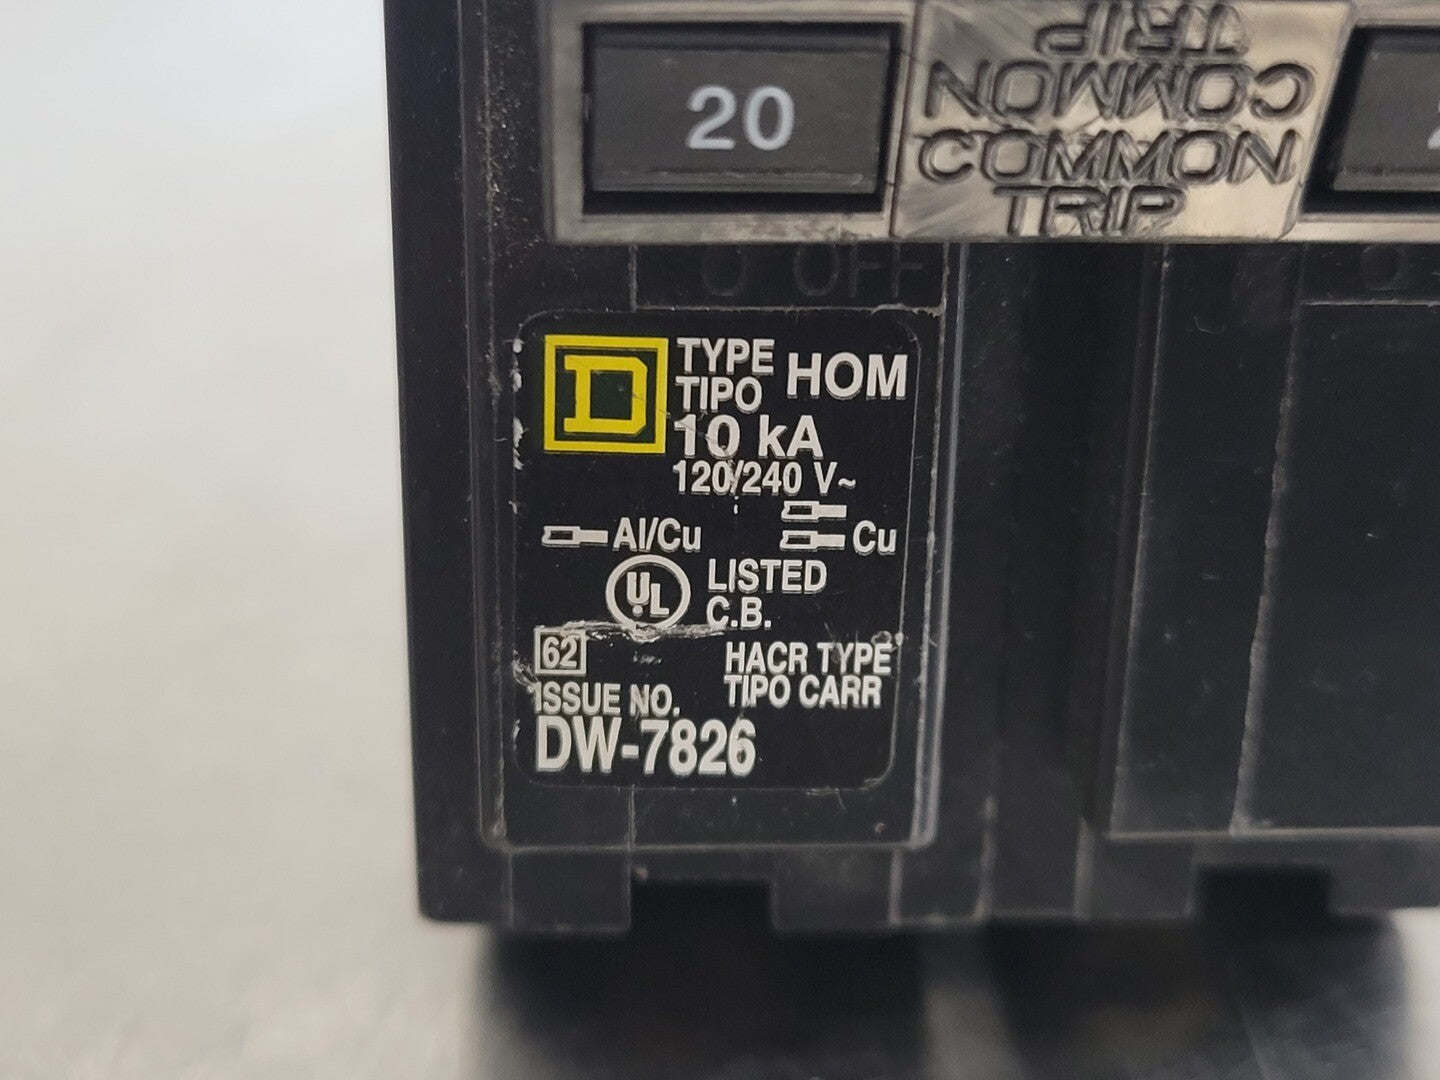 TRIP
COMMON
20
COMMON
TRIP
O OFF
D
TYPE
TIPO HOM
10 kA
120/240 V~
Al/Cu
Cu
UL LISTED
C.B.
62
HACR TYPE
TIPO CARR
ISSUE NO.
DW-7826